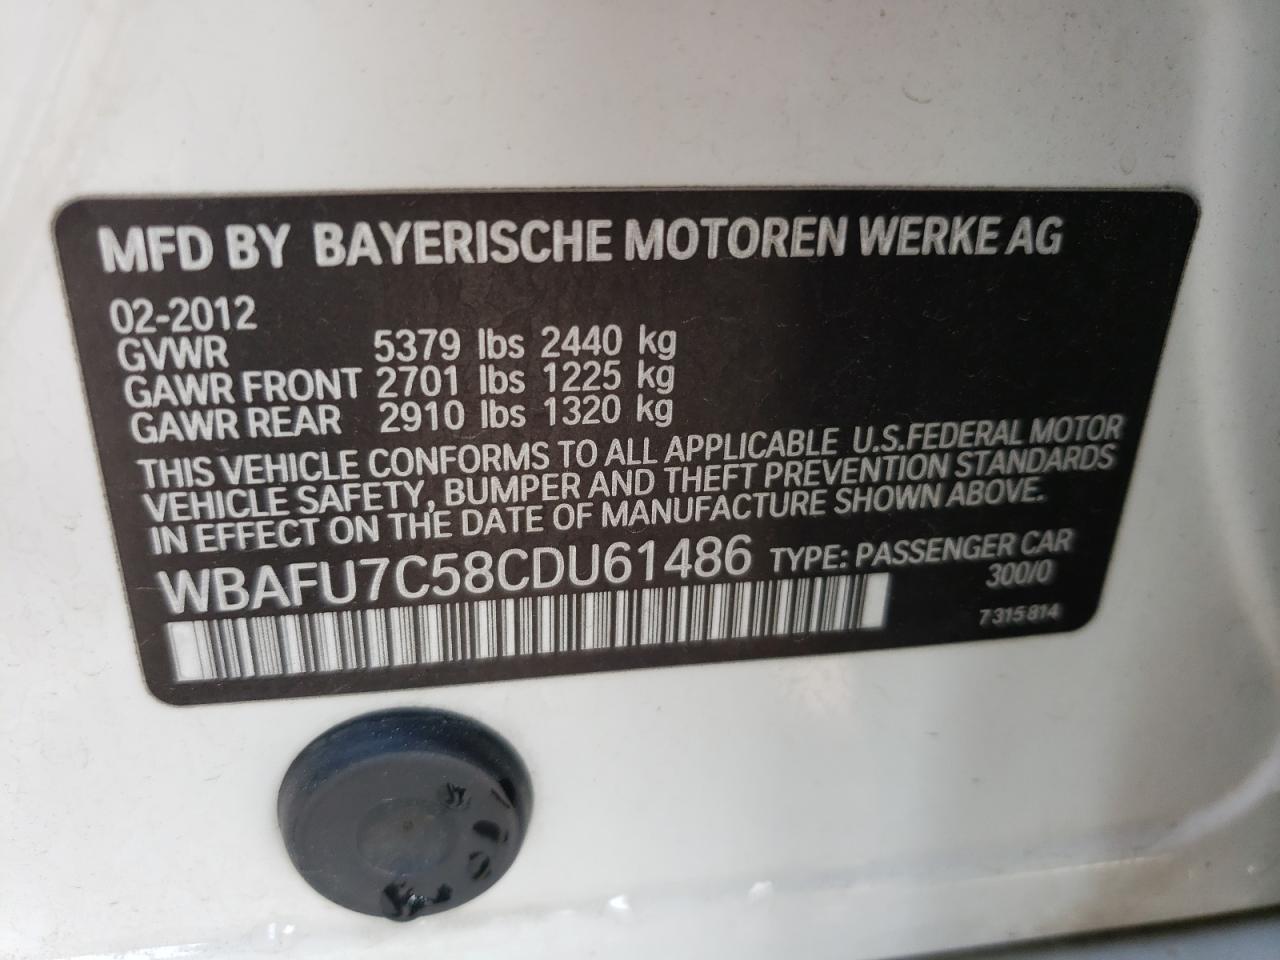 MFD BY BAYERISCHE MOTOREN WERKE AG
02-2012
GVWR 5379 lbs 2440 kg
GAWR FRONT 2701 lbs 1225 kg
GAWR REAR 2910 lbs 1320 kg
THIS VEHICLE CONFORMS TO ALL APPLICABLE U.S.FEDERAL MOTOR
VEHICLE SAFETY, BUMPER AND THEFT PREVENTION STANDARDS
IN EFFECT ON THE DATE OF MANUFACTURE SHOWN ABOVE.
WBAFU7C58CDU61486 TYPE: PASSENGER CAR
300/0
7 315 814